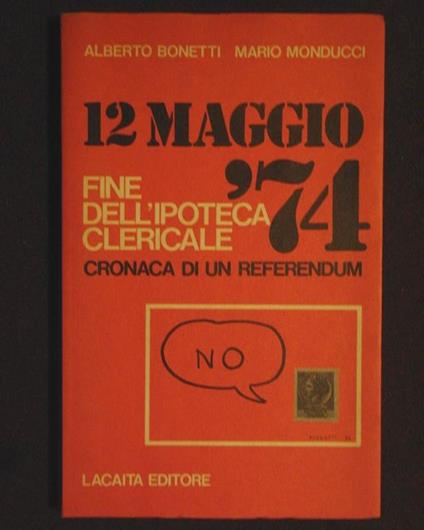 ALBERTO BONETTI MARIO MONDUCCI
12 MAGGIO
'74
FINE
DELL'IPOTECA
CLERICALE
CRONACA DI UN REFERENDUM
NO
LACAITA EDITORE